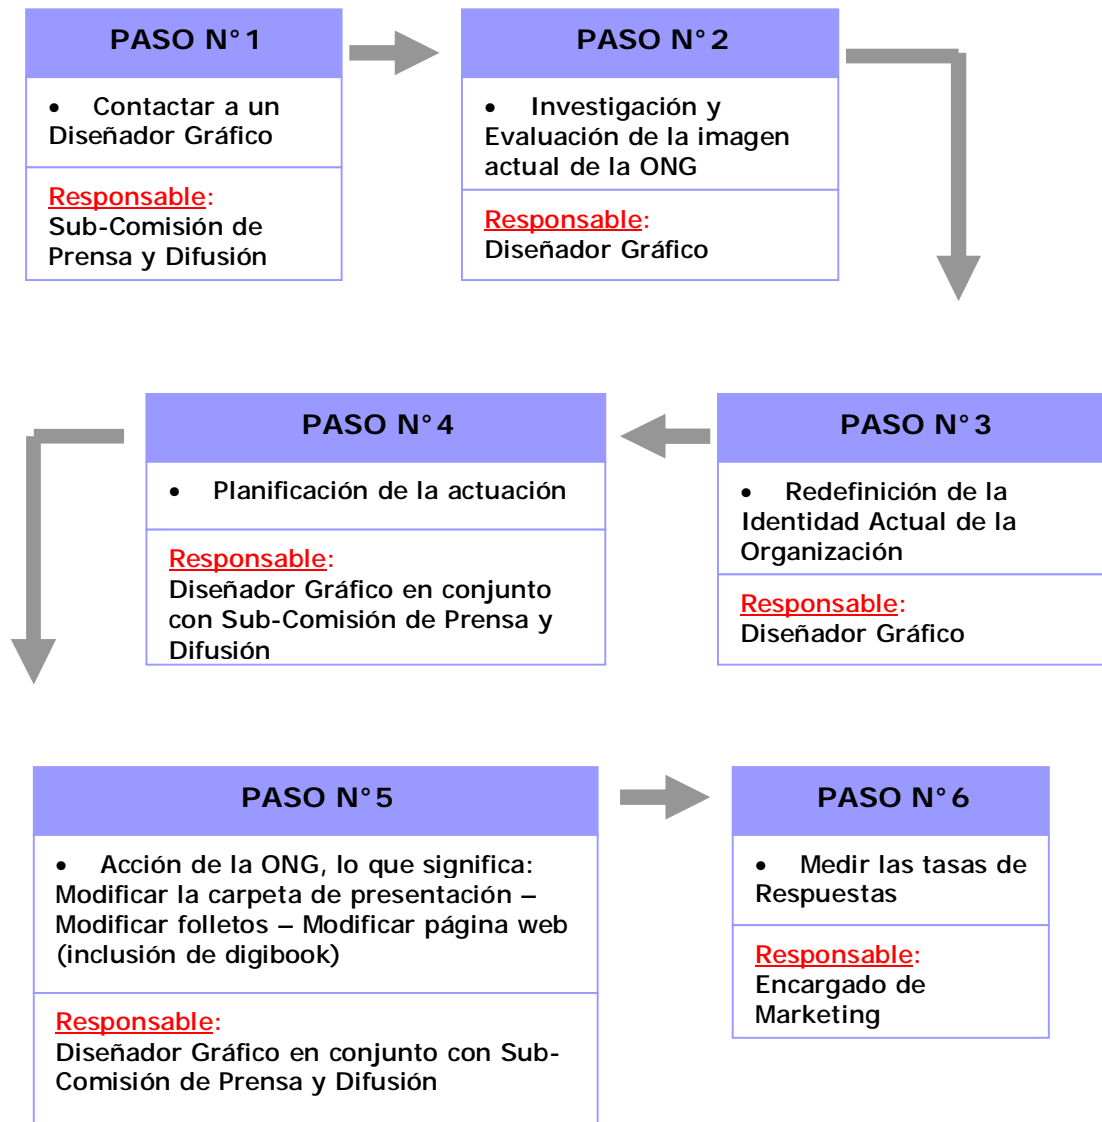 PASO N°1
• Contactar a un
Diseñador Gráfico
Responsable:
Sub-Comisión de
Prensa y Difusión
PASO N°2
• Investigación y
Evaluación de la imagen
actual de la ONG
Responsable:
Diseñador Gráfico
PASO N°3
• Redefinición de la
Identidad Actual de la
Organización
Responsable:
Diseñador Gráfico
PASO N°4
• Planificación de la actuación
Responsable:
Diseñador Gráfico en conjunto
con Sub-Comisión de Prensa y
Difusión
PASO N°5
• Acción de la ONG, lo que significa:
Modificar la carpeta de presentación –
Modificar folletos – Modificar página web
(inclusión de digibook)
Responsable:
Diseñador Gráfico en conjunto con Sub-
Comisión de Prensa y Difusión
PASO N°6
• Medir las tasas de
Respuestas
Responsable:
Encargado de
Marketing